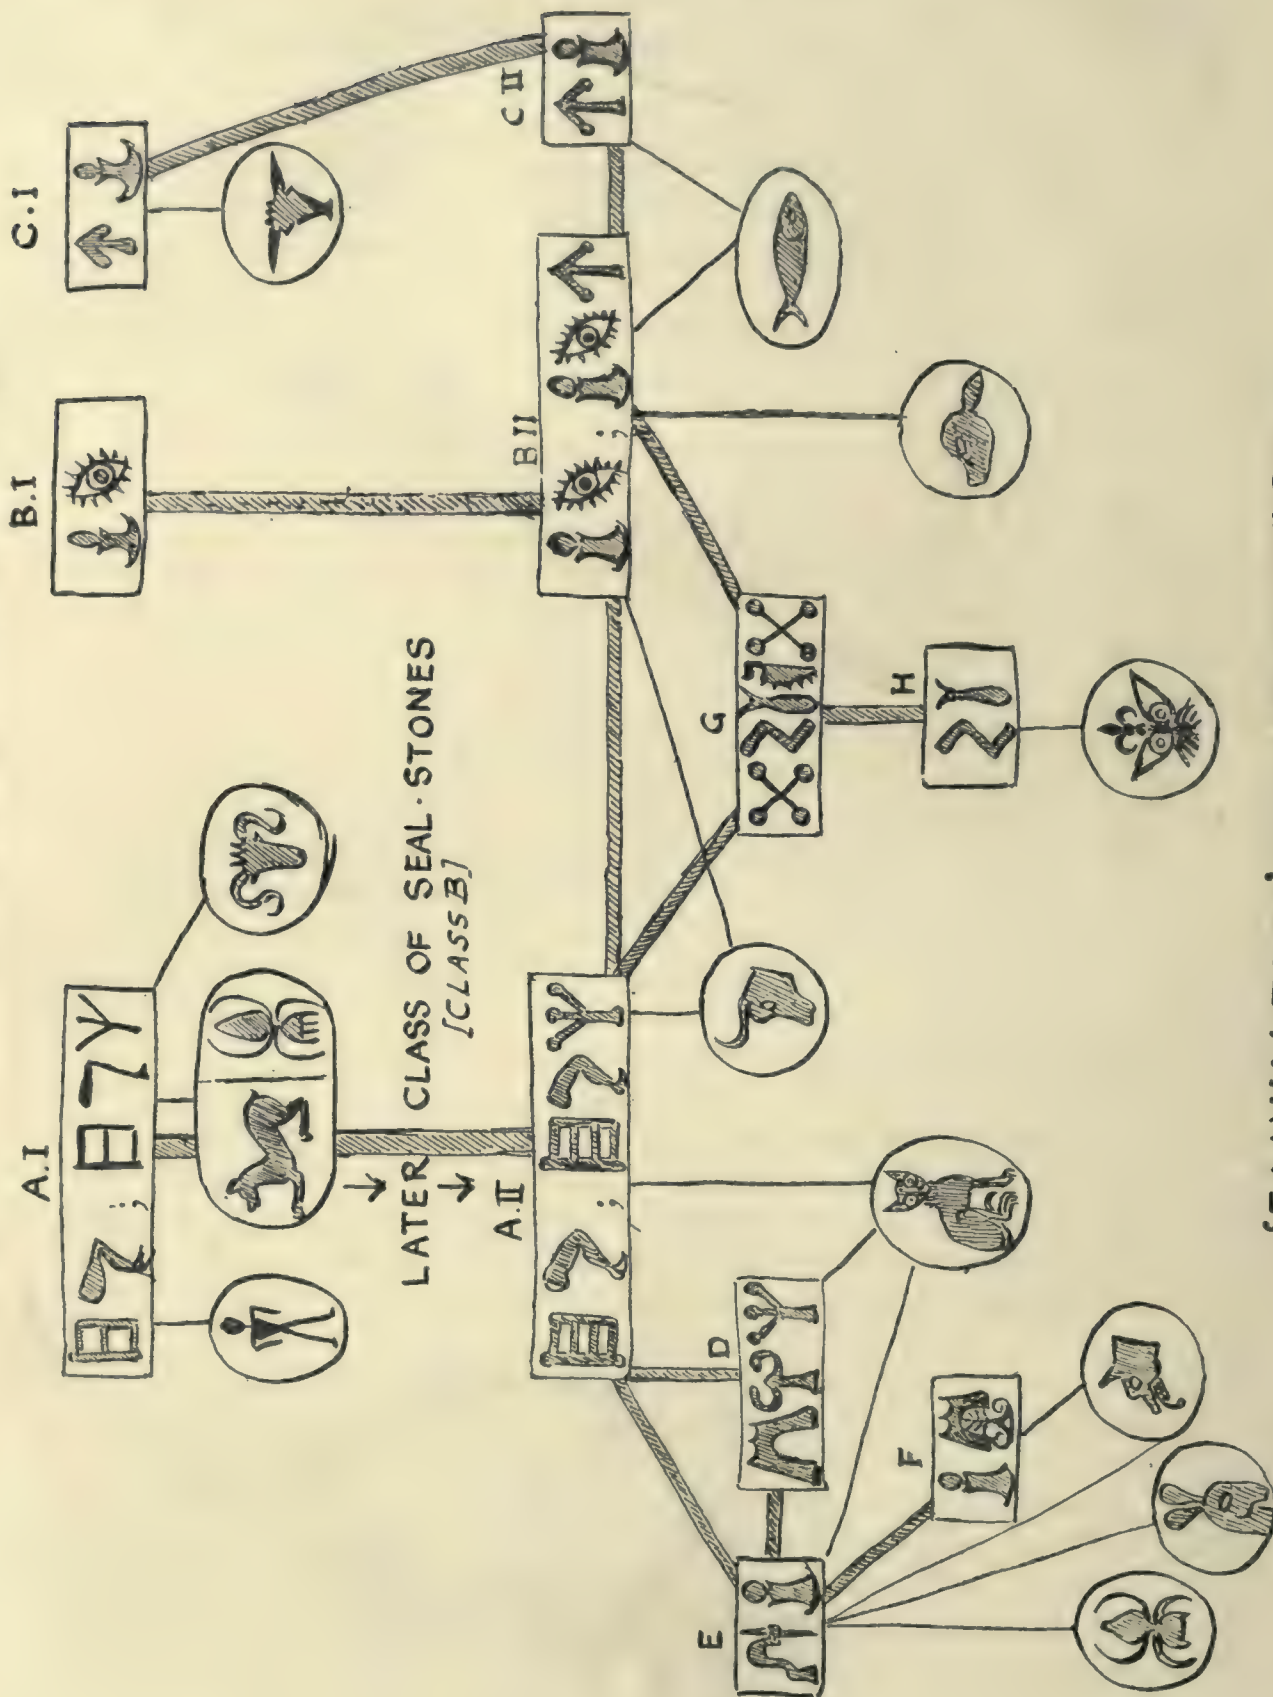 A.I
B.I
C.I
LATER CLASS OF SEAL·STONES
[CLASS B]
A.II
B II
C II
E
D
G
F
H